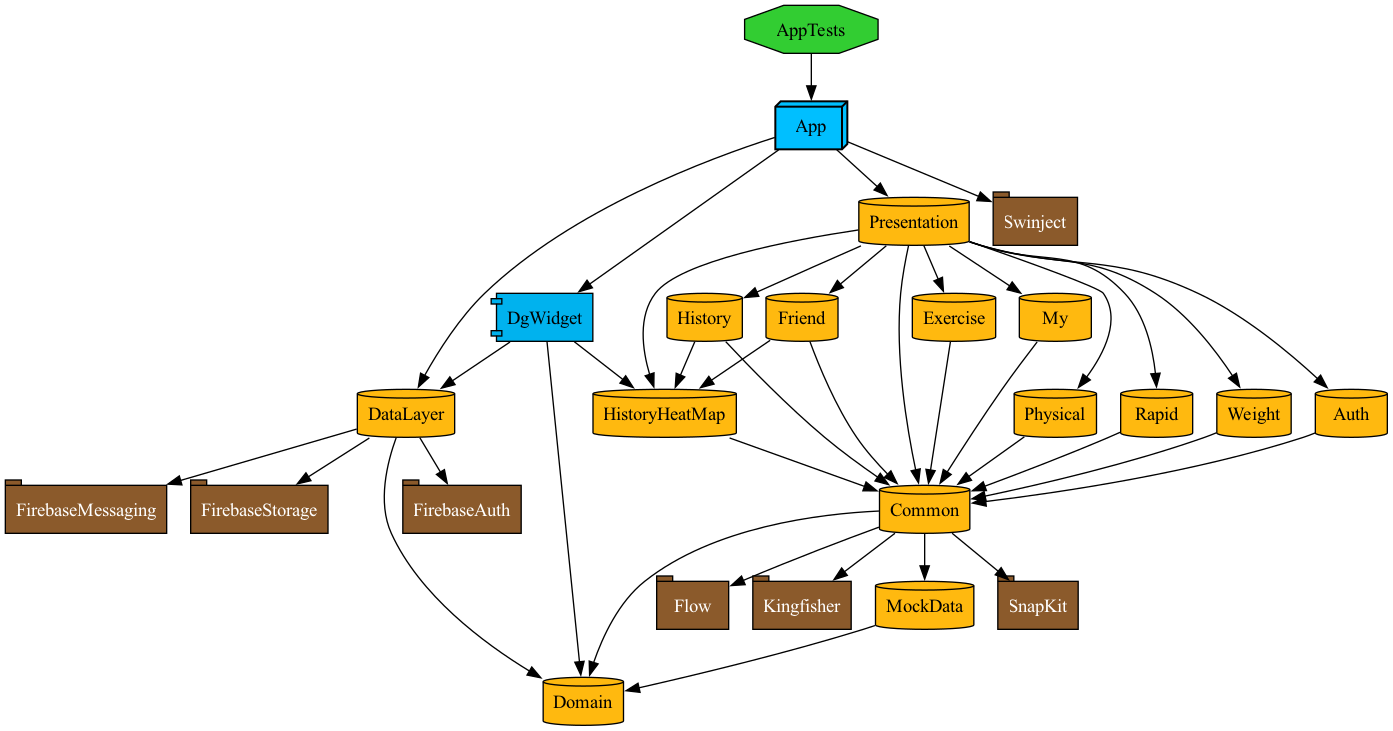 AppTests
App
Presentation
Swinject
DgWidget
History
Friend
Exercise
My
DataLayer
HistoryHeatMap
Physical
Rapid
Weight
Auth
FirebaseMessaging
FirebaseStorage
FirebaseAuth
Common
Flow
Kingfisher
MockData
SnapKit
Domain